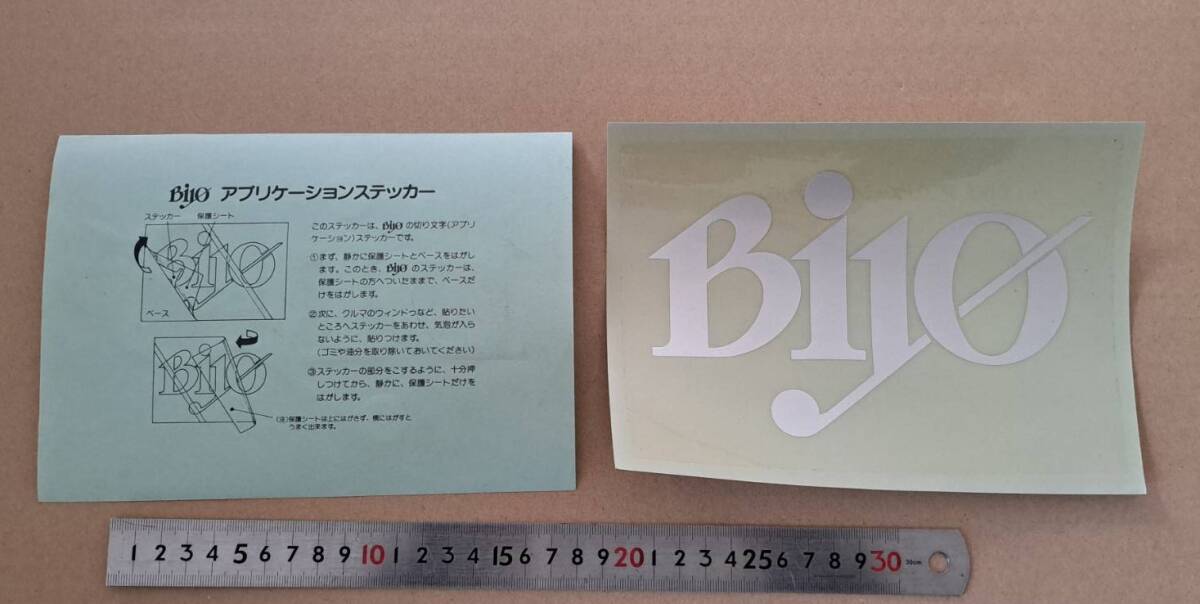 Bijo アプリケーションステッカー
ステッカー 保護シート
ベース
このステッカーは、Bijo の切り文字(アプリ
ケーション)ステッカーです。
①まず、静かに保護シートとベースをはがし
ます。このとき、Bijo のステッカーは、
保護シートの方へついたままで、ベースだ
けをはがします。
②次に、クルマのウィンドゥなど、貼りたい
ところへステッカーをあわせ、気泡が入ら
ないように、貼りつけます。
(ゴミや油分を取り除いておいてください)
③ステッカーの部分をこするように、十分押
しつけてから、静かに、保護シートだけを
はがします。
(注)保護シートは上にはがさず、横にはがすと
うまく出来ます。
Bijo
1 2 3 4 5 6 7 8 9 10 1 2 3 4 15 6 7 8 9 20 1 2 3 4 25 6 7 8 9 30 30cm